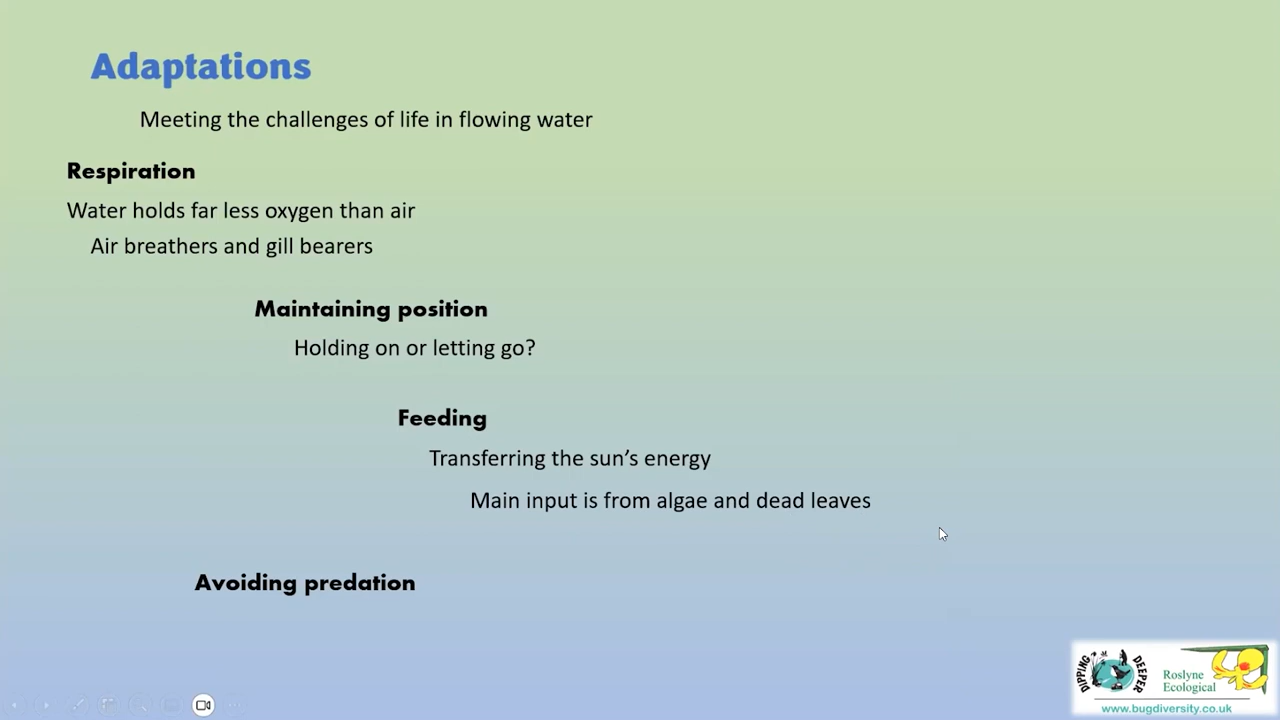 Adaptations
Meeting the challenges of life in flowing water
Respiration
Water holds far less oxygen than air
Air breathers and gill bearers
Maintaining position
Holding on or letting go?
Feeding
Transferring the sun’s energy
Main input is from algae and dead leaves
Avoiding predation
DIPPING DEEPER
Roslyne
Ecological
www.bugdiversity.co.uk